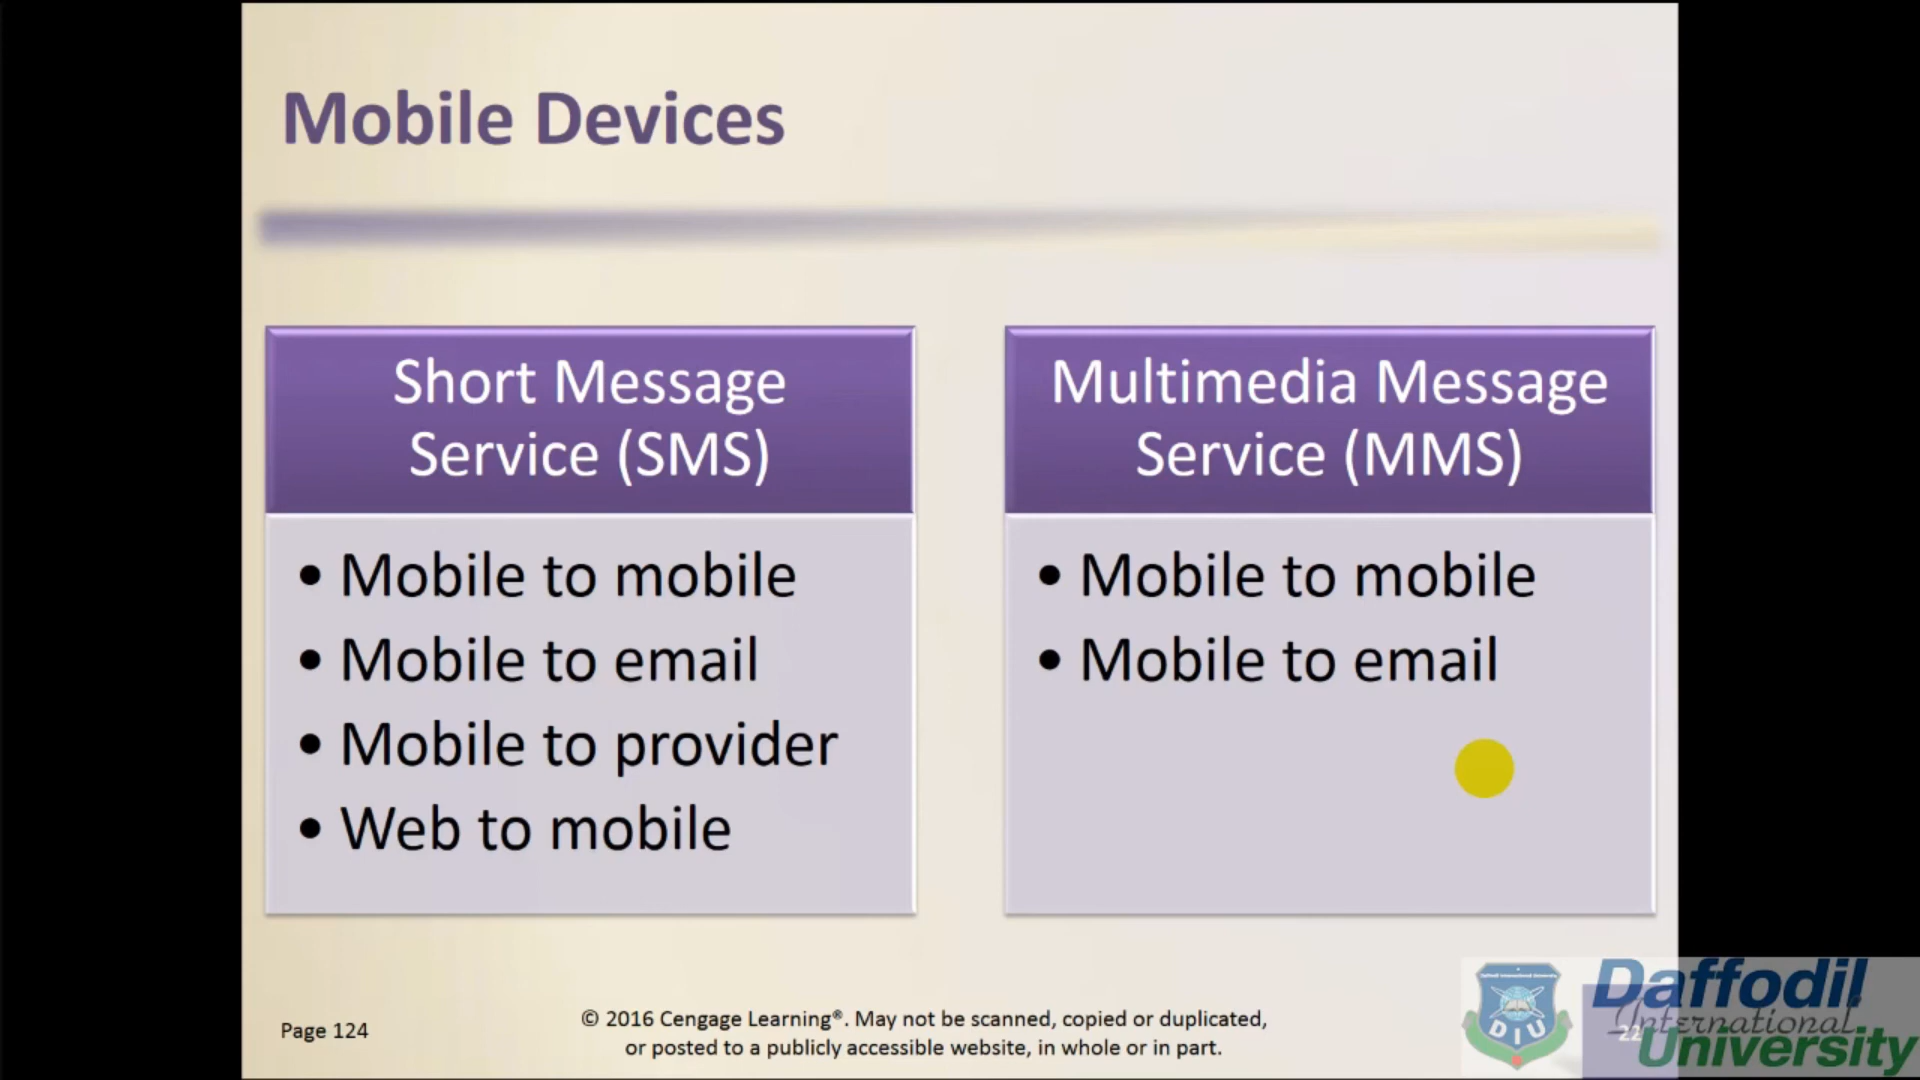 Mobile Devices
Short Message
Service (SMS)
• Mobile to mobile
• Mobile to email
• Mobile to provider
• Web to mobile
Multimedia Message
Service (MMS)
• Mobile to mobile
• Mobile to email
Page 124
© 2016 Cengage Learning®. May not be scanned, copied or duplicated,
or posted to a publicly accessible website, in whole or in part.
DIU
Daffodil
International
University